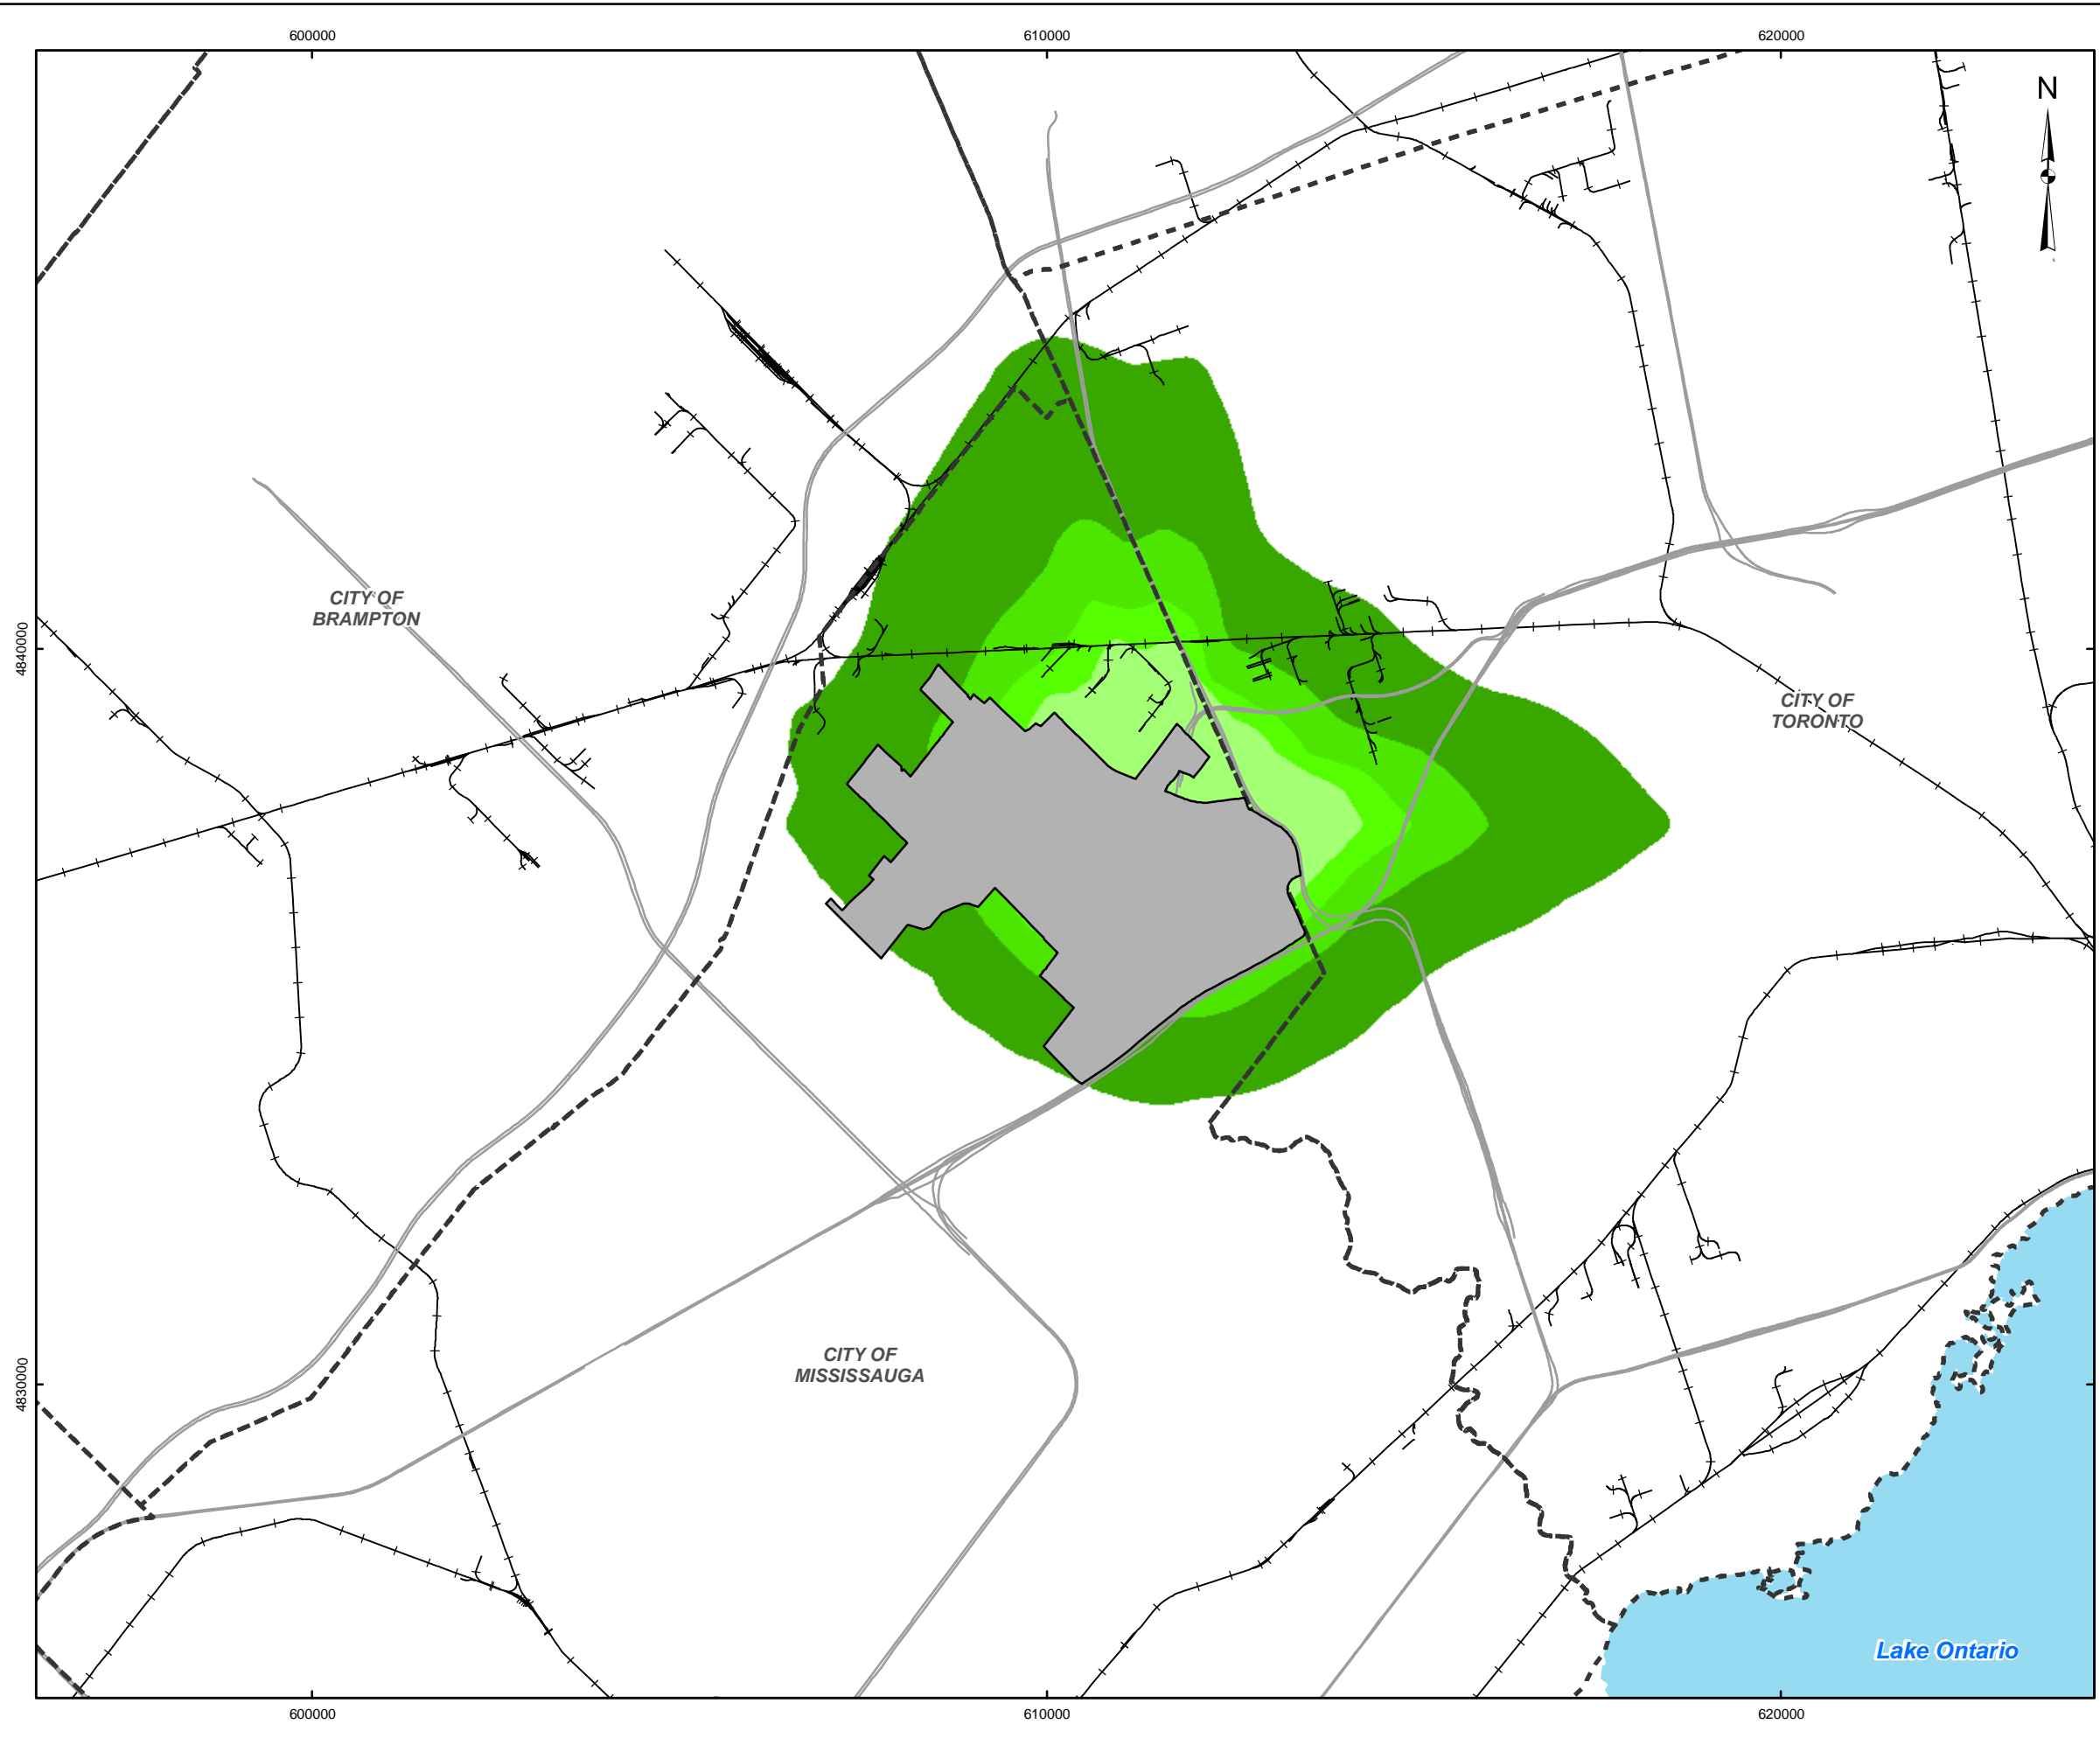 600000
610000
620000
N
CITY OF
BRAMPTON
4840000
CITY OF
TORONTO
CITY OF
MISSISSAUGA
4830000
Lake Ontario
600000
610000
620000